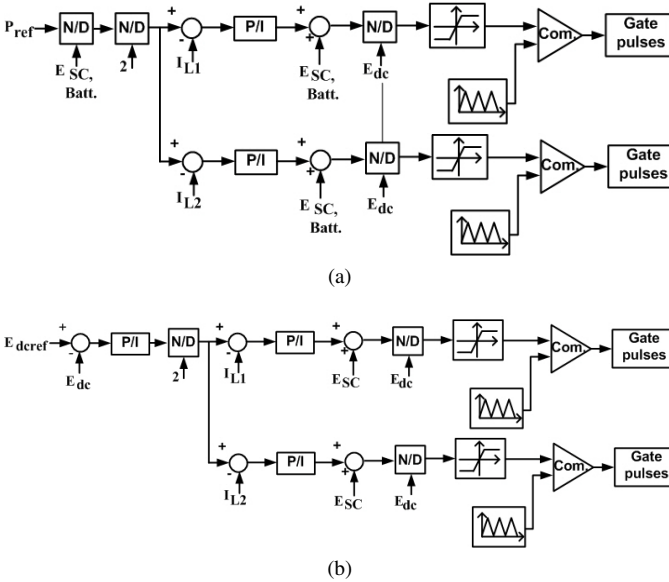 P ref N/D N/D + - P/I + + N/D Com. Gate pulses
E SC, Batt. 2 I L1 E SC, Batt. E dc
+ - P/I + + N/D Com. Gate pulses
I L2 E SC, Batt. E dc
(a)
E dcref + - P/I N/D + - P/I + + N/D Com. Gate pulses
E dc 2 I L1 E SC E dc
+ - P/I + + N/D Com. Gate pulses
I L2 E SC E dc
(b)